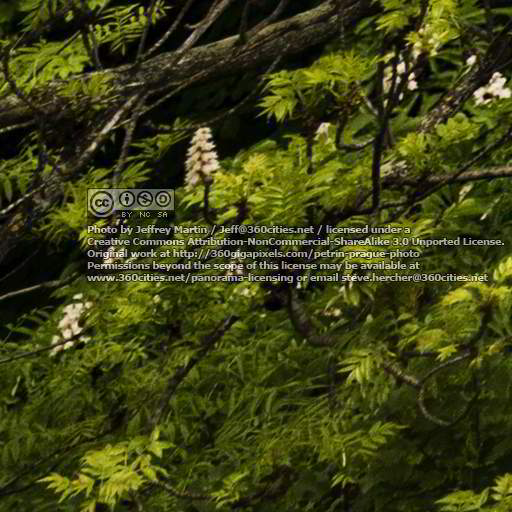 cc BY NC SA
Photo by Jeffrey Martin / Jeff@360cities.net / licensed under a
Creative Commons Attribution-NonCommercial-ShareAlike 3.0 Unported License.
Original work at http://360gigapixels.com/petrin-prague-photo
Permissions beyond the scope of this license may be available at
www.360cities.net/panorama-licensing or email steve.hercher@360cities.net